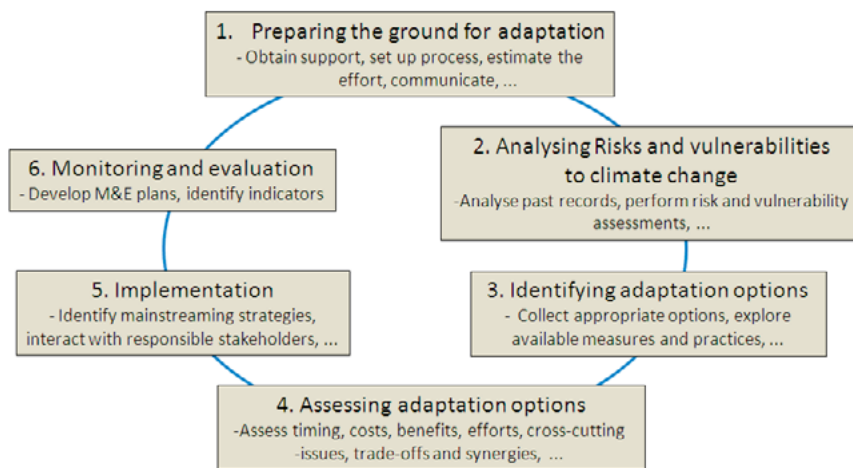 1. Preparing the ground for adaptation
- Obtain support, set up process, estimate the
effort, communicate, ...
2. Analysing Risks and vulnerabilities
to climate change
-Analyse past records, perform risk and vulnerability
assessments, ...
3. Identifying adaptation options
- Collect appropriate options, explore
available measures and practices, ...
4. Assessing adaptation options
-Assess timing, costs, benefits, efforts, cross-cutting
-issues, trade-offs and synergies, ...
5. Implementation
- Identify mainstreaming strategies,
interact with responsible stakeholders, ...
6. Monitoring and evaluation
- Develop M&E plans, identify indicators